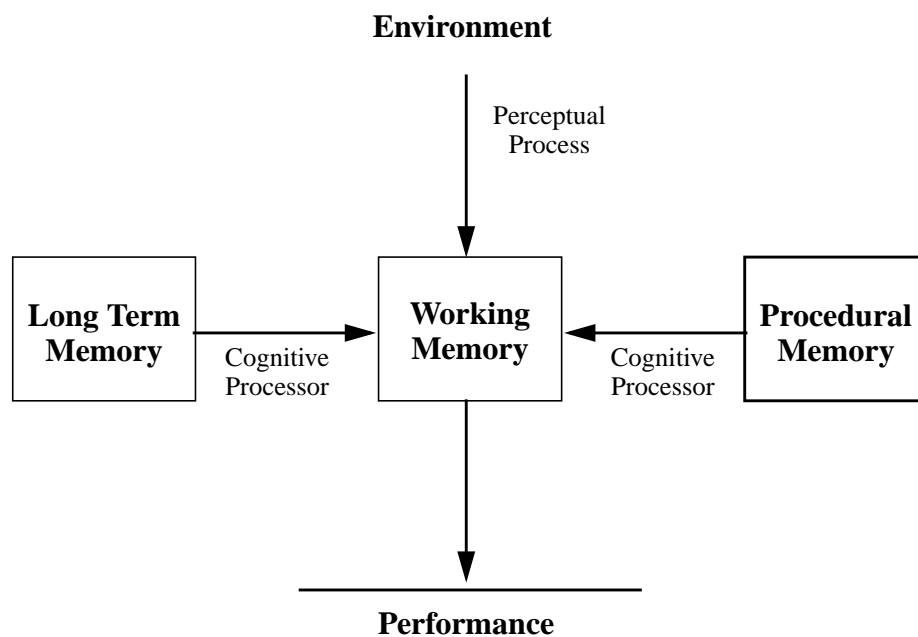 Environment
Perceptual
Process
Long Term
Memory
Cognitive
Processor
Working
Memory
Cognitive
Processor
Procedural
Memory
Performance